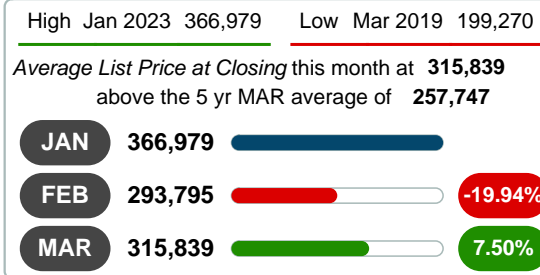 High Jan 2023 366,979 Low Mar 2019 199,270
Average List Price at Closing this month at 315,839
above the 5 yr MAR average of 257,747
JAN 366,979
FEB 293,795 -19.94%
MAR 315,839 7.50%